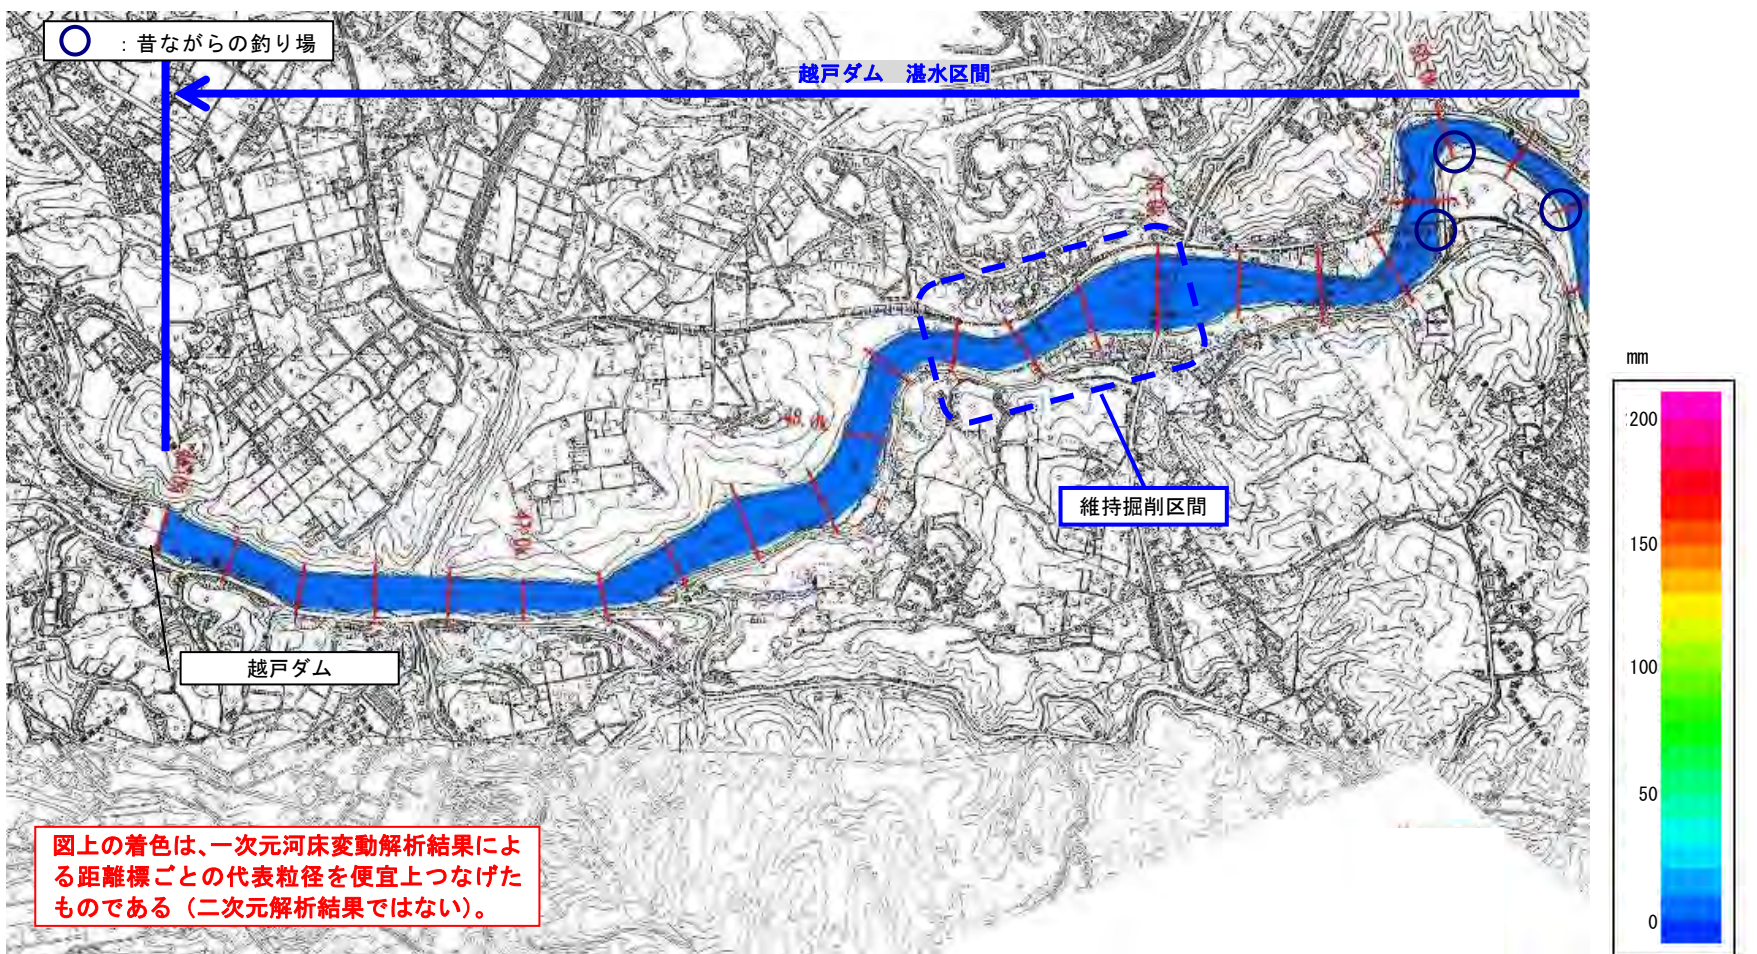 ：昔ながらの釣り場
越戸ダム　湛水区間
mm
200
150
100
50
0
維持掘削区間
越戸ダム
図上の着色は、一次元河床変動解析結果によ
る距離標ごとの代表粒径を便宜上つなげた
ものである（二次元解析結果ではない）。